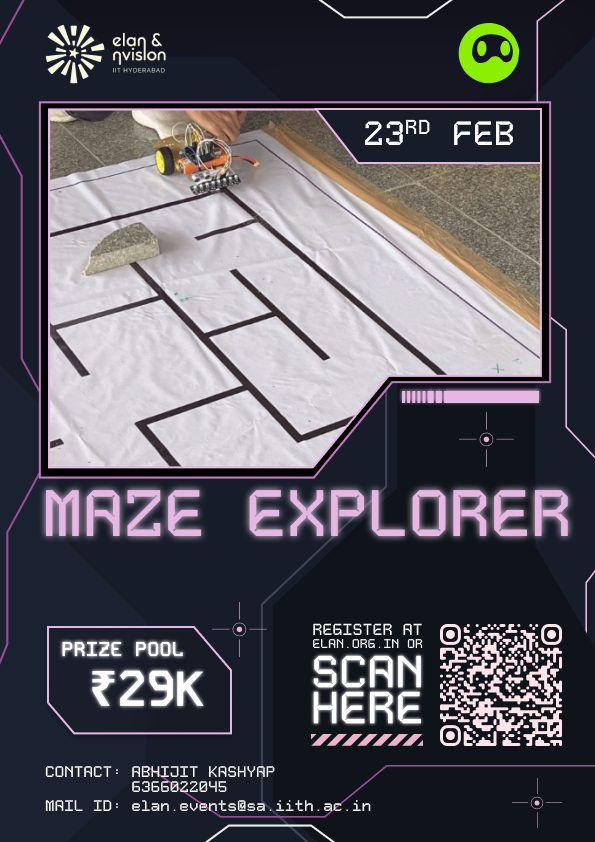 elan &
ηvision
IIT HYDERABAD
23RD FEB
MAZE EXPLORER
PRIZE POOL
₹29K
REGISTER AT
ELAN.ORG.IN OR
SCAN
HERE
CONTACT: ABHIJIT KASHYAP
6366022045
MAIL ID: elan.events@sa.iith.ac.in